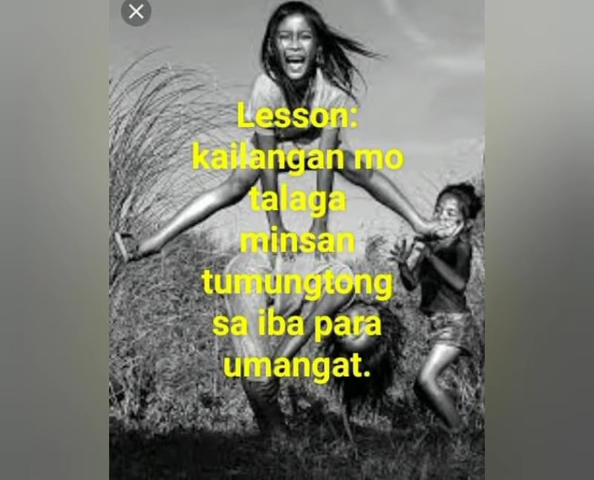 Lesson:
kailangan mo
talaga
minsan
tumungtong
sa iba para
umangat.